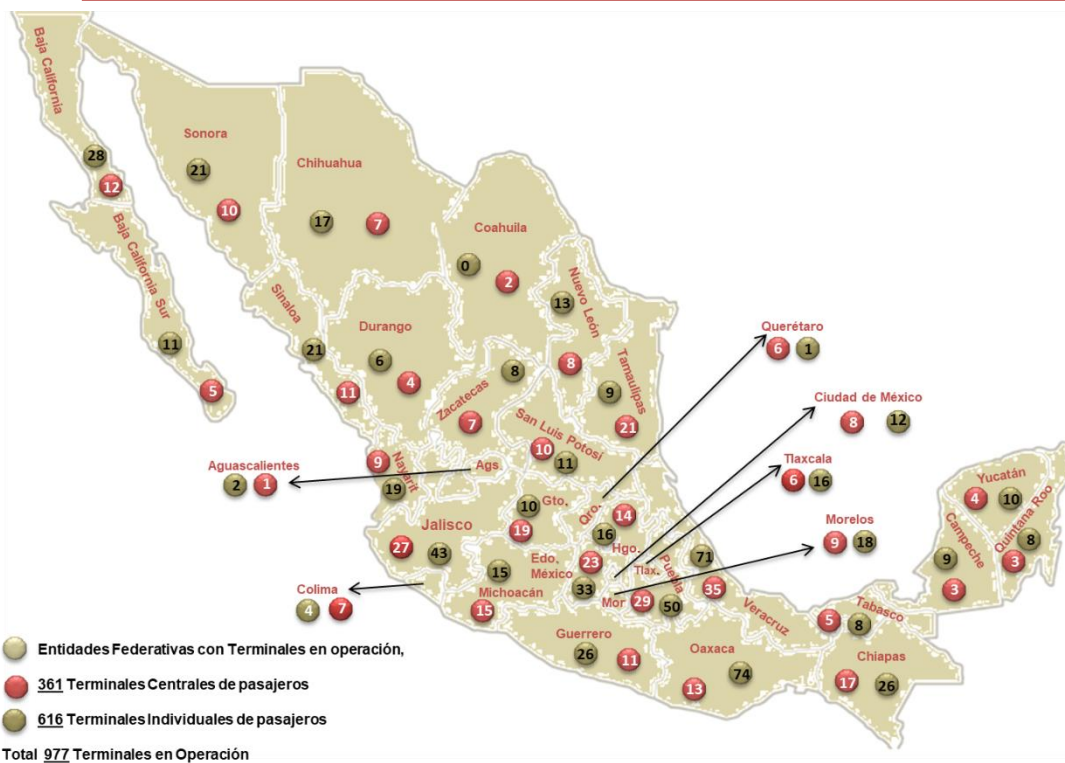 Baja California
28
12
Sonora
21
10
Chihuahua
17
7
Coahuila
0
2
Nuevo León
13
8
Tamaulipas
9
21
Baja California Sur
11
5
Sinaloa
21
11
Durango
6
4
Zacatecas
8
7
San Luis Potosí
10
11
Querétaro
6
1
Ciudad de México
8
12
Tlaxcala
6
16
Morelos
9
18
Aguascalientes
2
1
Ags.
Nayarit
9
19
Jalisco
27
43
Gto.
10
19
Qro.
Hgo.
14
16
Edo.
México
23
33
Tlax.
Mor
Puebla
29
50
Veracruz
71
35
Michoacán
15
15
Colima
4
7
Guerrero
26
11
Oaxaca
13
74
Tabasco
5
8
Chiapas
17
26
Campeche
9
3
Yucatán
4
10
Quintana Roo
8
3
Entidades Federativas con Terminales en operación,
361 Terminales Centrales de pasajeros
616 Terminales Individuales de pasajeros
Total 977 Terminales en Operación